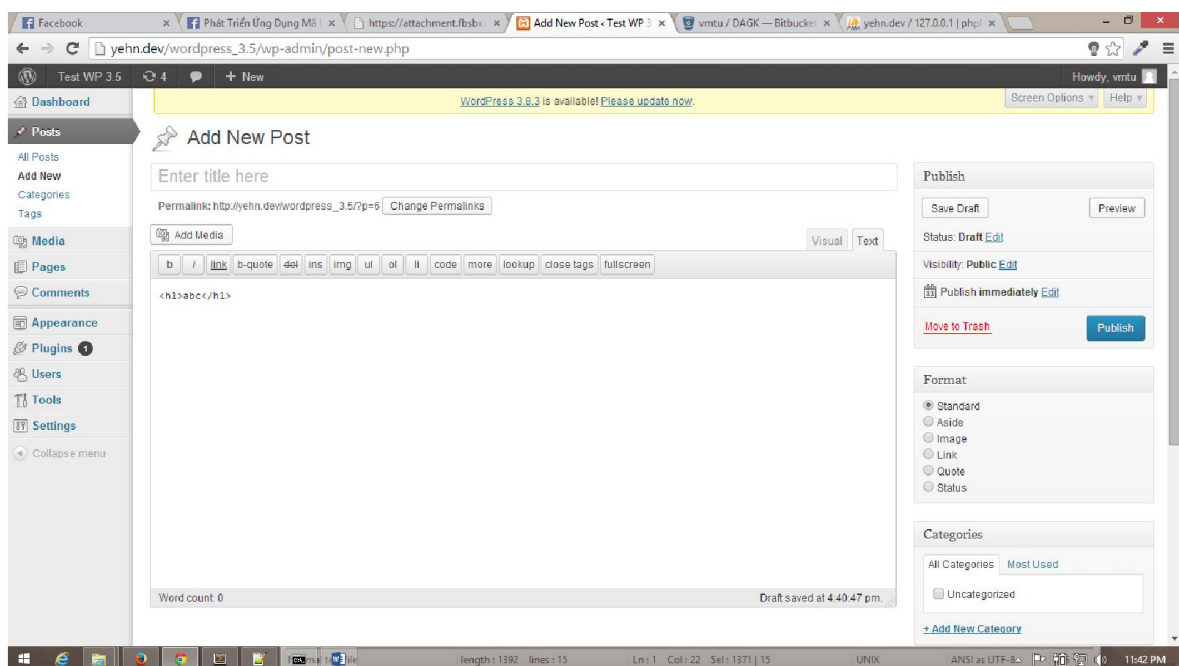 Facebook
Phát Triển Ứng Dụng Mã
https://attachment.fbsbx.
Add New Post ‹ Test WP 3
vmtu / DAGK — Bitbucket
yehn.dev / 127.0.0.1 | php
yehn.dev/wordpress_3.5/wp-admin/post-new.php
Test WP 3.5
4
+ New
Howdy, vmtu
WordPress 3.8.3 is available! Please update now.
Screen Options
Help
Dashboard
Posts
All Posts
Add New
Categories
Tags
Media
Pages
Comments
Appearance
Plugins 1
Users
Tools
Settings
Collapse menu
Add New Post
Enter title here
Permalink: http://yehn.dev/wordpress_3.5/?p=6 Change Permalinks
Add Media
Visual Text
b i link b-quote del ins img ul ol li code more lookup close tags fullscreen
<h1>abc</h1>
Word count: 0
Draft saved at 4:40:47 pm.
Publish
Save Draft
Preview
Status: Draft Edit
Visibility: Public Edit
Publish immediately Edit
Move to Trash
Publish
Format
Standard
Aside
Image
Link
Quote
Status
Categories
All Categories Most Used
Uncategorized
+ Add New Category
length : 1392 lines : 15
Ln : 1 Col : 22 Sel : 1371 | 15
UNIX
ANSI as UTF-8
11:42 PM